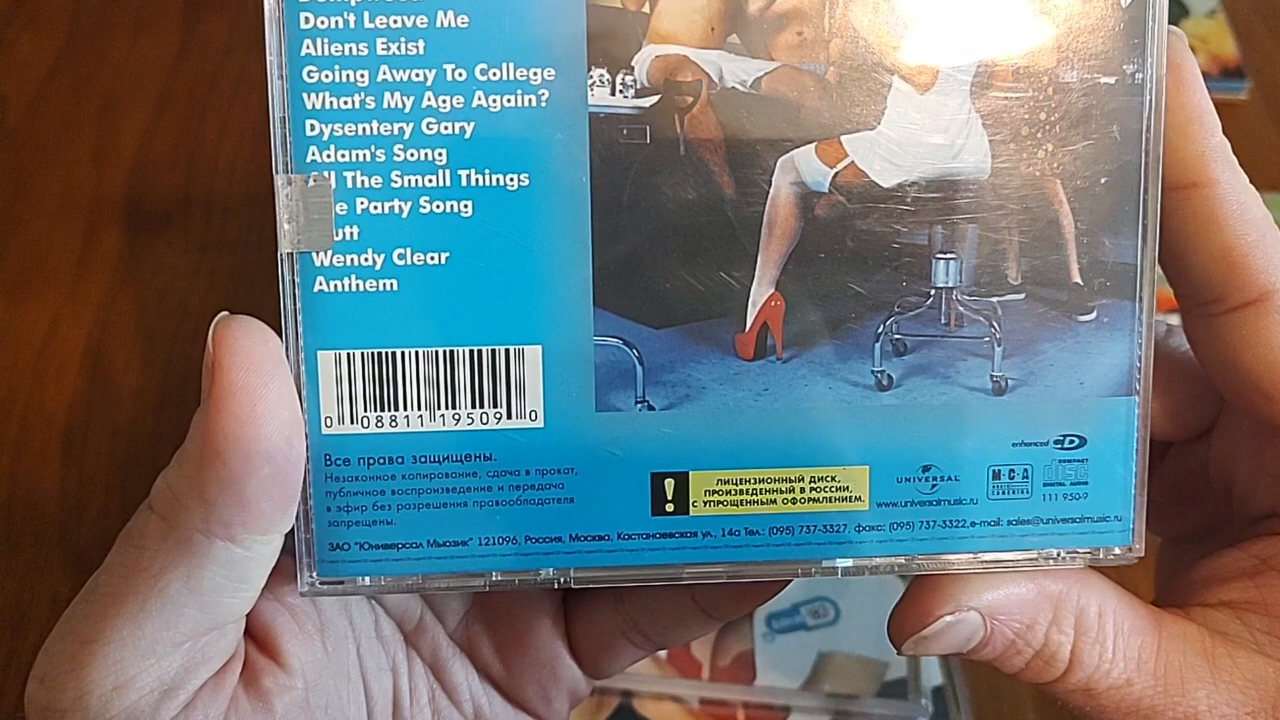 Don't Leave Me
Aliens Exist
Going Away To College
What's My Age Again?
Dysentery Gary
Adam's Song
All The Small Things
e Party Song
utt
Wendy Clear
Anthem
0 08811 19509 0
Все права защищены.
Незаконное копирование, сдача в прокат,
публичное воспроизведение и передача
в эфир без разрешения правообладателя
запрещены.
!
ЛИЦЕНЗИОННЫЙ ДИСК,
ПРОИЗВЕДЕННЫЙ В РОССИИ,
С УПРОЩЕННЫМ ОФОРМЛЕНИЕМ.
UNIVERSAL
www.universalmusic.ru
M·C·A
enhanced CD
COMPACT
disc
DIGITAL AUDIO
111 950-9
ЗАО "Юниверсал Мьюзик" 121096, Россия, Москва, Кастанаевская ул., 14а Тел.: (095) 737-3327, факс: (095) 737-3322,e-mail: sales@universalmusic.ru